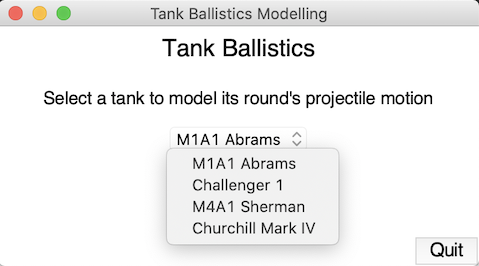 Tank Ballistics Modelling
Tank Ballistics
Select a tank to model its round's projectile motion
M1A1 Abrams
M1A1 Abrams
Challenger 1
M4A1 Sherman
Churchill Mark IV
Quit